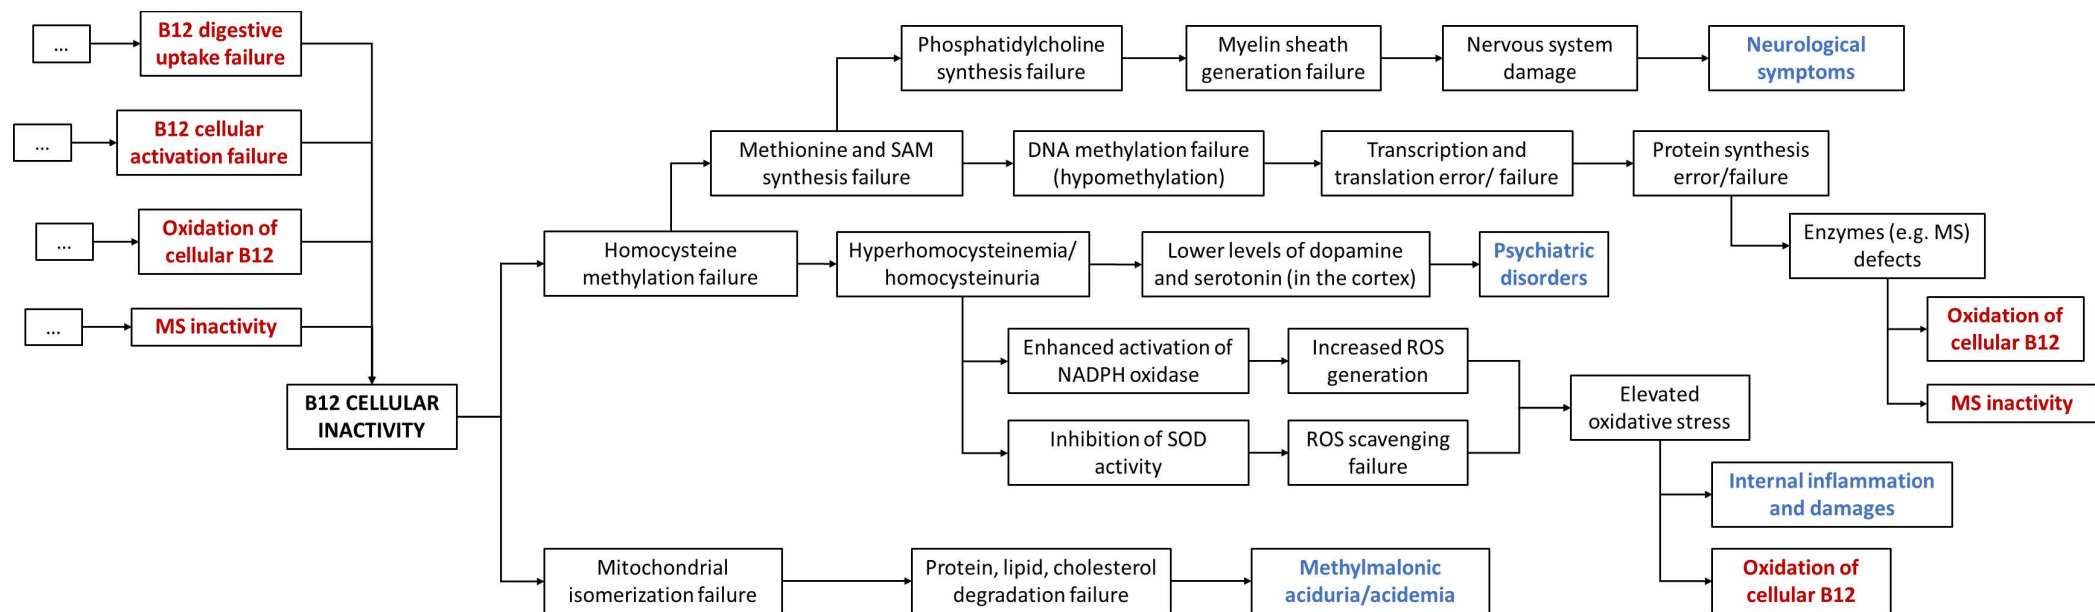 ...
B12 digestive
uptake failure
...
B12 cellular
activation failure
...
Oxidation of
cellular B12
...
MS inactivity
B12 CELLULAR
INACTIVITY
Phosphatidylcholine
synthesis failure
Myelin sheath
generation failure
Nervous system
damage
Neurological
symptoms
Methionine and SAM
synthesis failure
DNA methylation failure
(hypomethylation)
Transcription and
translation error/ failure
Protein synthesis
error/failure
Enzymes (e.g. MS)
defects
Oxidation of
cellular B12
MS inactivity
Homocysteine
methylation failure
Hyperhomocysteinemia/
homocysteinuria
Lower levels of dopamine
and serotonin (in the cortex)
Psychiatric
disorders
Enhanced activation of
NADPH oxidase
Increased ROS
generation
Inhibition of SOD
activity
ROS scavenging
failure
Elevated
oxidative stress
Internal inflammation
and damages
Oxidation of
cellular B12
Mitochondrial
isomerization failure
Protein, lipid, cholesterol
degradation failure
Methylmalonic
aciduria/acidemia